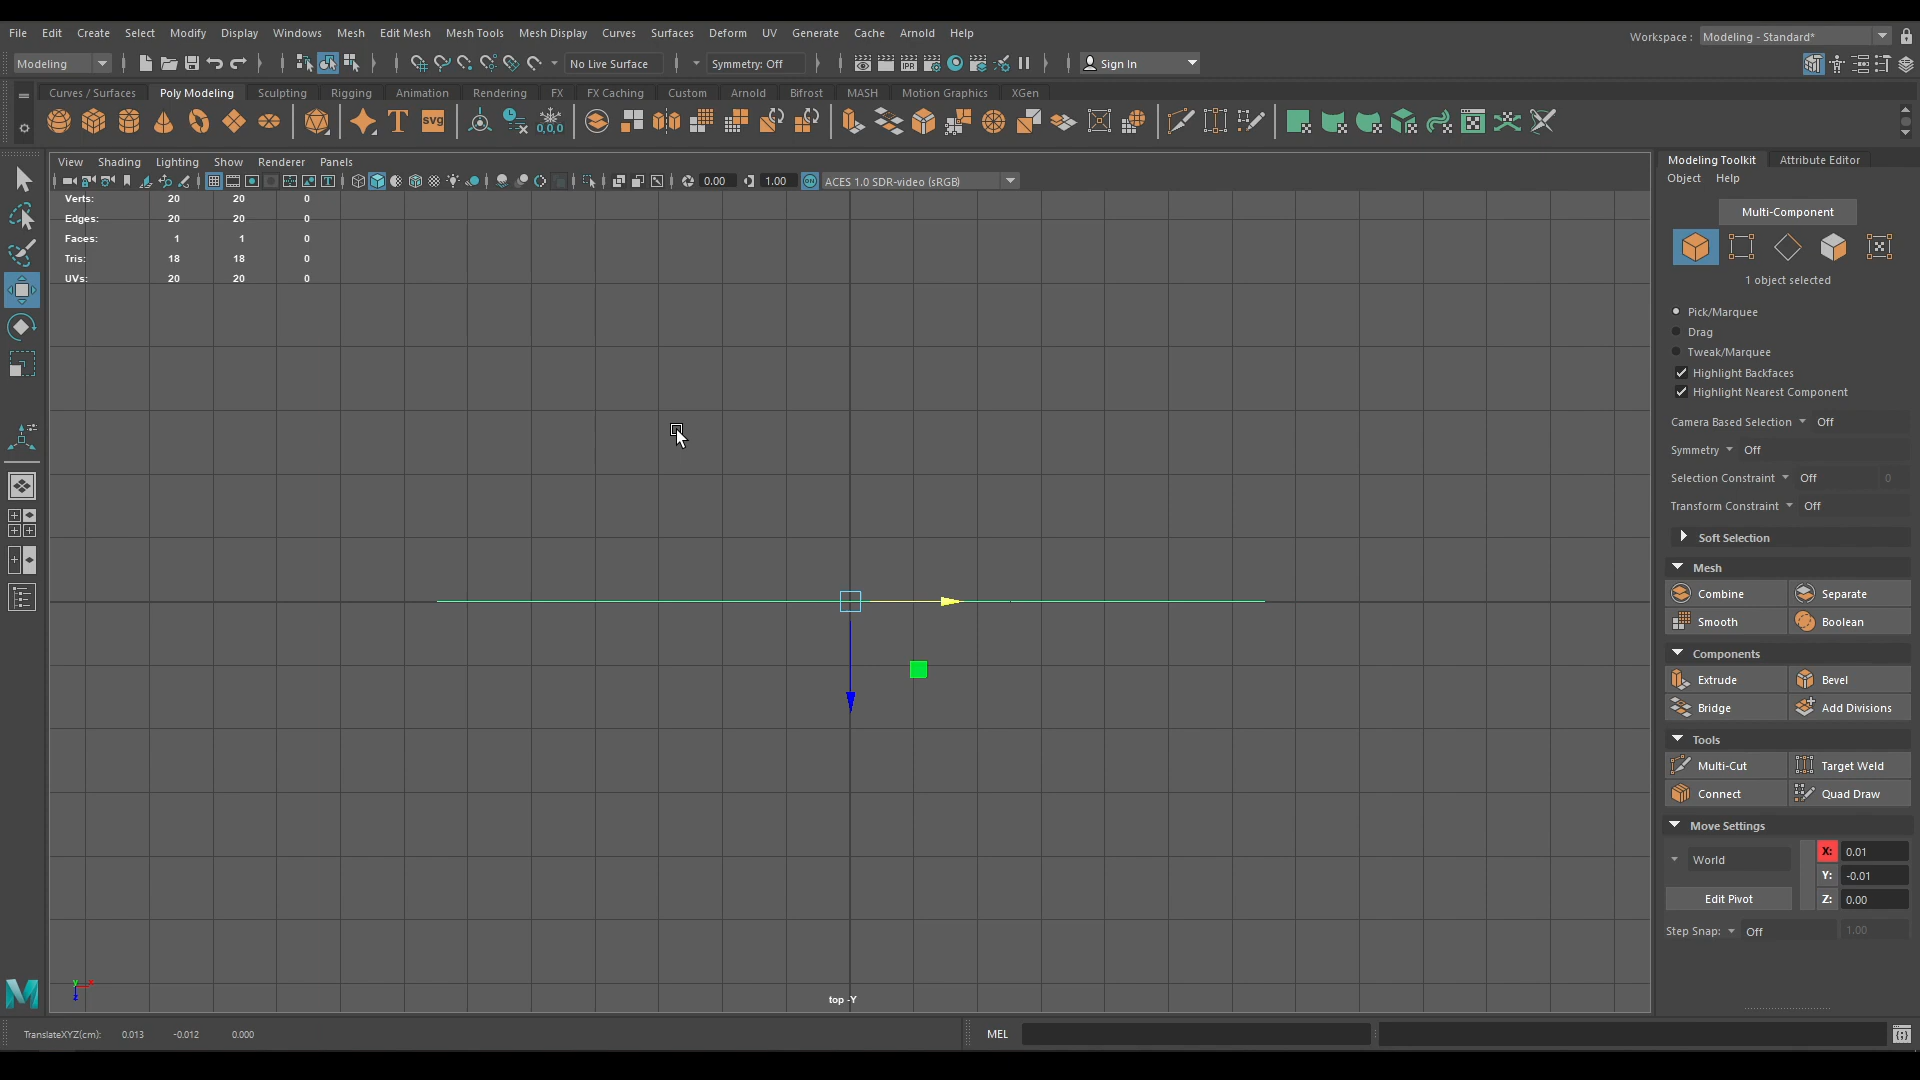 File Edit Create Select Modify Display Windows Mesh Edit Mesh Mesh Tools Mesh Display Curves Surfaces Deform UV Generate Cache Arnold Help
Workspace : Modeling - Standard*
Modeling
No Live Surface
Symmetry: Off
Sign In
Curves / Surfaces Poly Modeling Sculpting Rigging Animation Rendering FX FX Caching Custom Arnold Bifrost MASH Motion Graphics XGen
T svg 0,0,0
View Shading Lighting Show Renderer Panels
0.00 1.00 ON ACES 1.0 SDR-video (sRGB)
Verts: 20 20 0
Edges: 20 20 0
Faces: 1 1 0
Tris: 18 18 0
UVs: 20 20 0
top -Y
y x
z
Modeling Toolkit Attribute Editor
Object Help
Multi-Component
1 object selected
Pick/Marquee
Drag
Tweak/Marquee
Highlight Backfaces
Highlight Nearest Component
Camera Based Selection Off
Symmetry Off
Selection Constraint Off 0
Transform Constraint Off
Soft Selection
Mesh
Combine Separate
Smooth Boolean
Components
Extrude Bevel
Bridge Add Divisions
Tools
Multi-Cut Target Weld
Connect Quad Draw
Move Settings
World
X: 0.01
Y: -0.01
Edit Pivot
Z: 0.00
Step Snap: Off 1.00
M
TranslateXYZ(cm): 0.013 -0.012 0.000
MEL